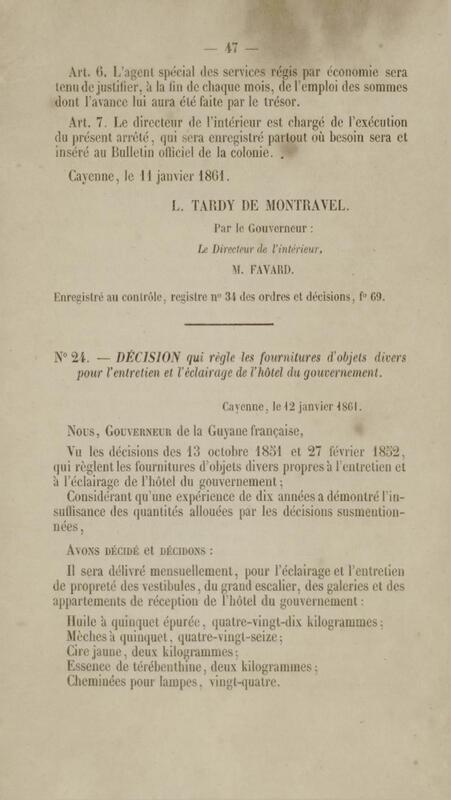 — 47 —
Art. 6. L'agent spécial des services régis par économie sera
tenu de justifier, à la fin de chaque mois, de l'emploi des sommes
dont l'avance lui aura été faite par le trésor.
Art. 7. Le directeur de l'intérieur est chargé de l'exécution
du présent arrêté, qui sera enregistré partout où besoin sera et
inséré au Bulletin officiel de la colonie.
Cayenne, le 11 janvier 1861.
L. TARDY DE MONTRAVEL.
Par le Gouverneur :
Le Directeur de l'intérieur,
M. FAVARD.
Enregistré au contrôle, registre n° 34 des ordres et décisions, f° 69.
N° 24. — DÉCISION qui règle les fournitures d'objets divers
pour l'entretien et l'éclairage de l'hôtel du gouvernement.
Cayenne, le 12 janvier 1861.
NOUS, GOUVERNEUR de la Guyane française,
Vu les décisions des 13 octobre 1851 et 27 février 1852,
qui règlent les fournitures d'objets divers propres à l'entretien et
à l'éclairage de l'hôtel du gouvernement ;
Considérant qu'une expérience de dix années a démontré l'in-
suffisance des quantités allouées par les décisions susmention-
nées,
AVONS DÉCIDÉ et DÉCIDONS :
Il sera délivré mensuellement, pour l'éclairage et l'entretien
de propreté des vestibules, du grand escalier, des galeries et des
appartements de réception de l'hôtel du gouvernement :
Huile à quinquet épurée, quatre-vingt-dix kilogrammes ;
Mèches à quinquet, quatre-vingt-seize ;
Cire jaune, deux kilogrammes ;
Essence de térébenthine, deux kilogrammes ;
Cheminées pour lampes, vingt-quatre.